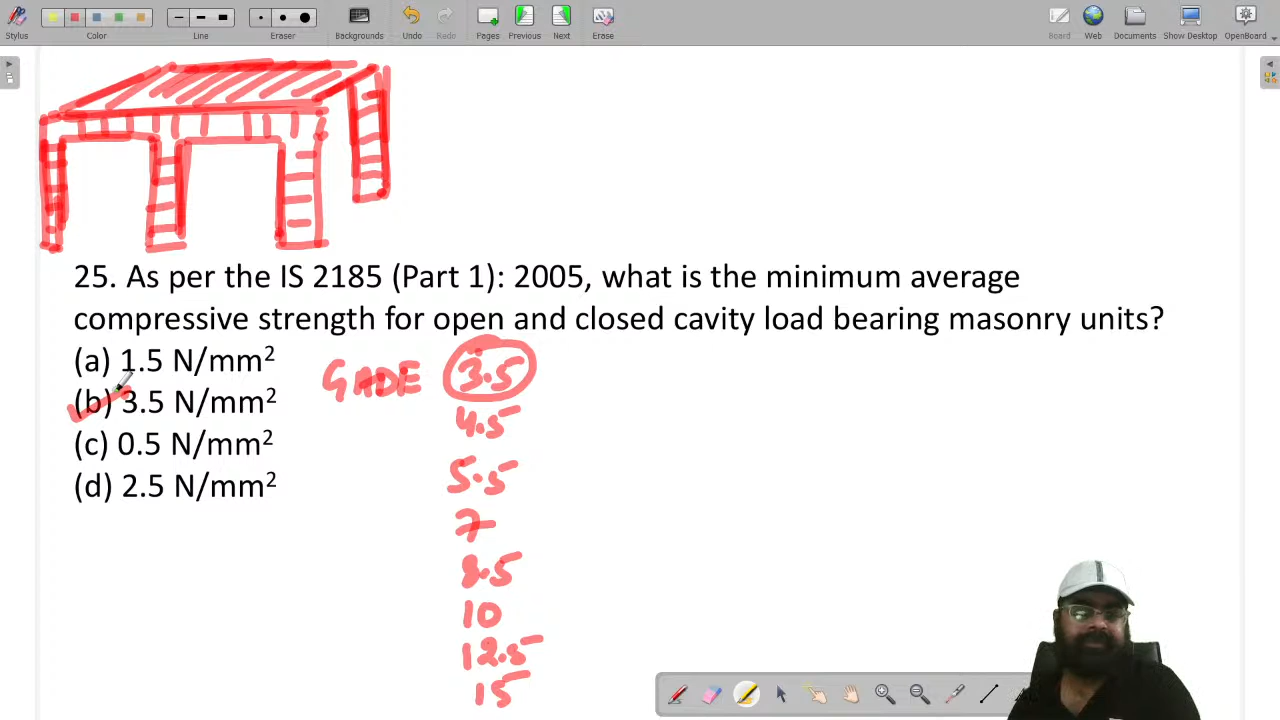 Stylus
Color
Line
Eraser
Backgrounds
Undo
Redo
Pages
Previous
Next
Erase
Board
Web
Documents
Show Desktop
OpenBoard
25. As per the IS 2185 (Part 1): 2005, what is the minimum average
compressive strength for open and closed cavity load bearing masonry units?
(a) 1.5 N/mm²
(b) 3.5 N/mm²
(c) 0.5 N/mm²
(d) 2.5 N/mm²
GADE 3.5
4.5
5.5
7
8.5
10
12.5
15